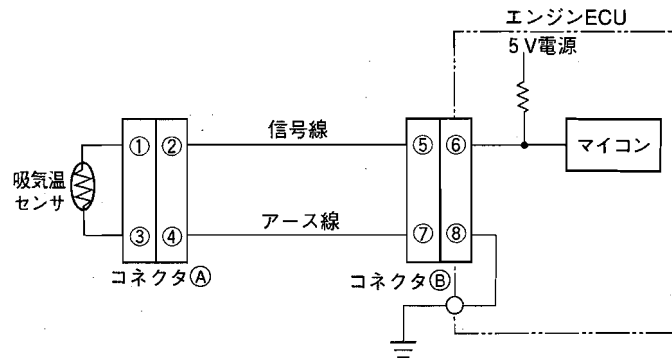 エンジンECU
5V電源
マイコン
信号線
① ② ⑤ ⑥
吸気温
センサ
アース線
③ ④ ⑦ ⑧
コネクタⒶ
コネクタⒷ